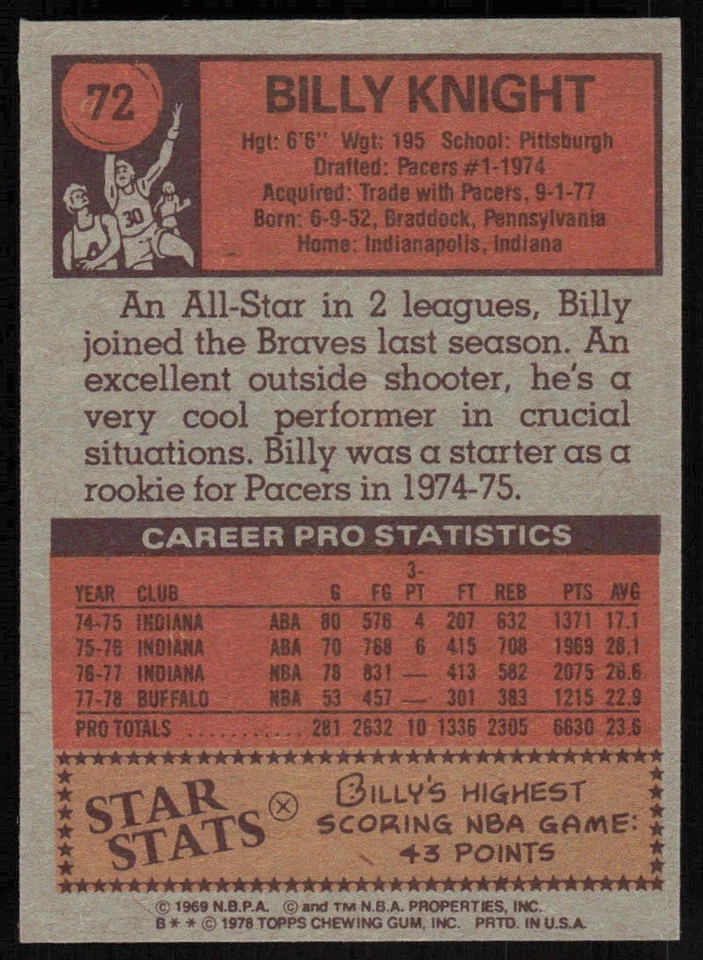 72
BILLY KNIGHT
Hgt: 6'6" Wgt: 195 School: Pittsburgh
Drafted: Pacers #1-1974
Acquired: Trade with Pacers, 9-1-77
Born: 6-9-52, Braddock, Pennsylvania
Home: Indianapolis, Indiana
30
An All-Star in 2 leagues, Billy
joined the Braves last season. An
excellent outside shooter, he's a
very cool performer in crucial
situations. Billy was a starter as a
rookie for Pacers in 1974-75.
CAREER PRO STATISTICS
YEAR CLUB G FG 3-PT FT REB PTS AVG
74-75 INDIANA ABA 80 576 4 207 632 1371 17.1
75-76 INDIANA ABA 70 768 6 415 708 1969 28.1
76-77 INDIANA NBA 78 831 — 413 582 2075 26.6
77-78 BUFFALO NBA 53 457 — 301 383 1215 22.9
PRO TOTALS ........... 281 2632 10 1336 2305 6630 23.6
STAR
STATS
BILLY'S HIGHEST
SCORING NBA GAME:
43 POINTS
© 1969 N.B.P.A. © and TM N.B.A. PROPERTIES, INC.
B * * © 1978 TOPPS CHEWING GUM, INC. PRTD. IN U.S.A.